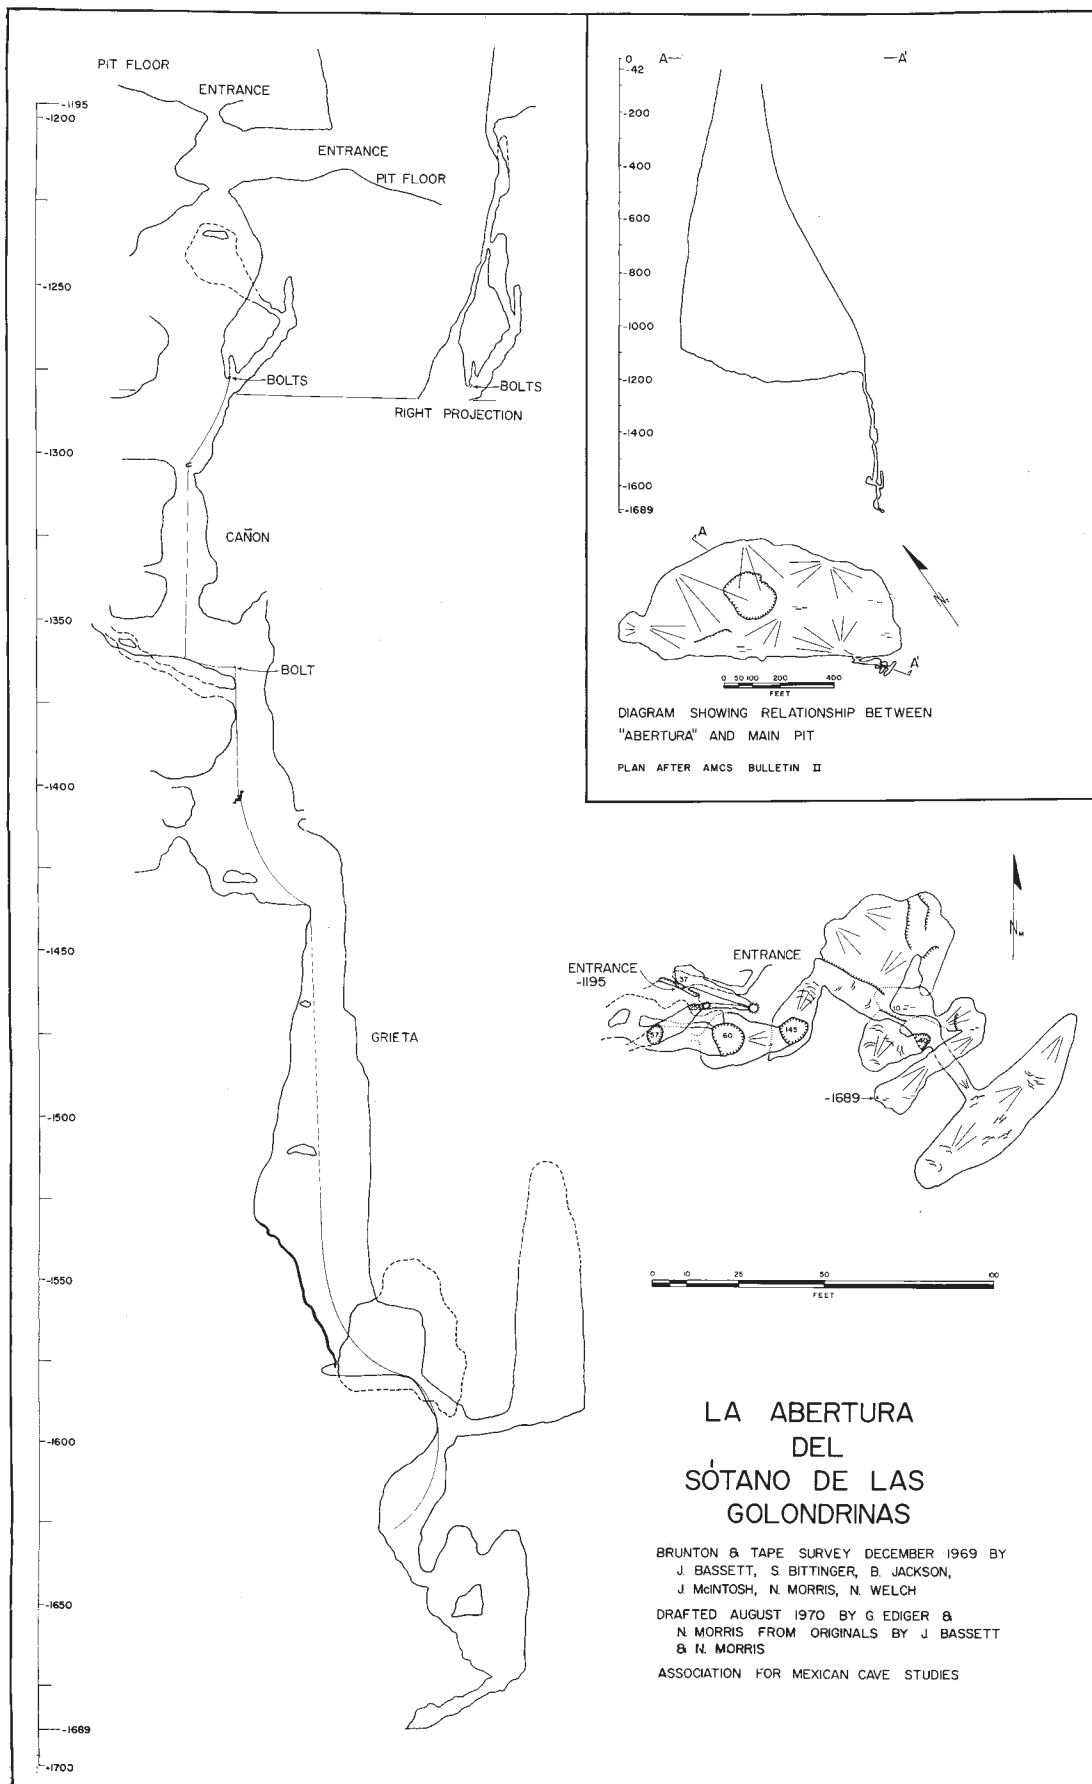 PIT FLOOR
ENTRANCE
-1195
-1200
ENTRANCE
PIT FLOOR
-1250
BOLTS
BOLTS
RIGHT PROJECTION
-1300
CAÑON
-1350
BOLT
-1400
-1450
GRIETA
-1500
-1550
-1600
-1650
-1689
-1700
0
-42
A
A'
-200
-400
-600
-800
-1000
-1200
-1400
-1600
-1689
A
A'
0 50 100 200 400
FEET
DIAGRAM SHOWING RELATIONSHIP BETWEEN
"ABERTURA" AND MAIN PIT
PLAN AFTER AMCS BULLETIN II
N M
ENTRANCE
-1195
ENTRANCE
37
57
60
145
10
40
-1689
0 10 25 50 100
FEET
LA ABERTURA
DEL
SÓTANO DE LAS
GOLONDRINAS
BRUNTON & TAPE SURVEY DECEMBER 1969 BY
J. BASSETT, S. BITTINGER, B. JACKSON,
J. McINTOSH, N. MORRIS, N. WELCH
DRAFTED AUGUST 1970 BY G. EDIGER &
N. MORRIS FROM ORIGINALS BY J. BASSETT
& N. MORRIS
ASSOCIATION FOR MEXICAN CAVE STUDIES